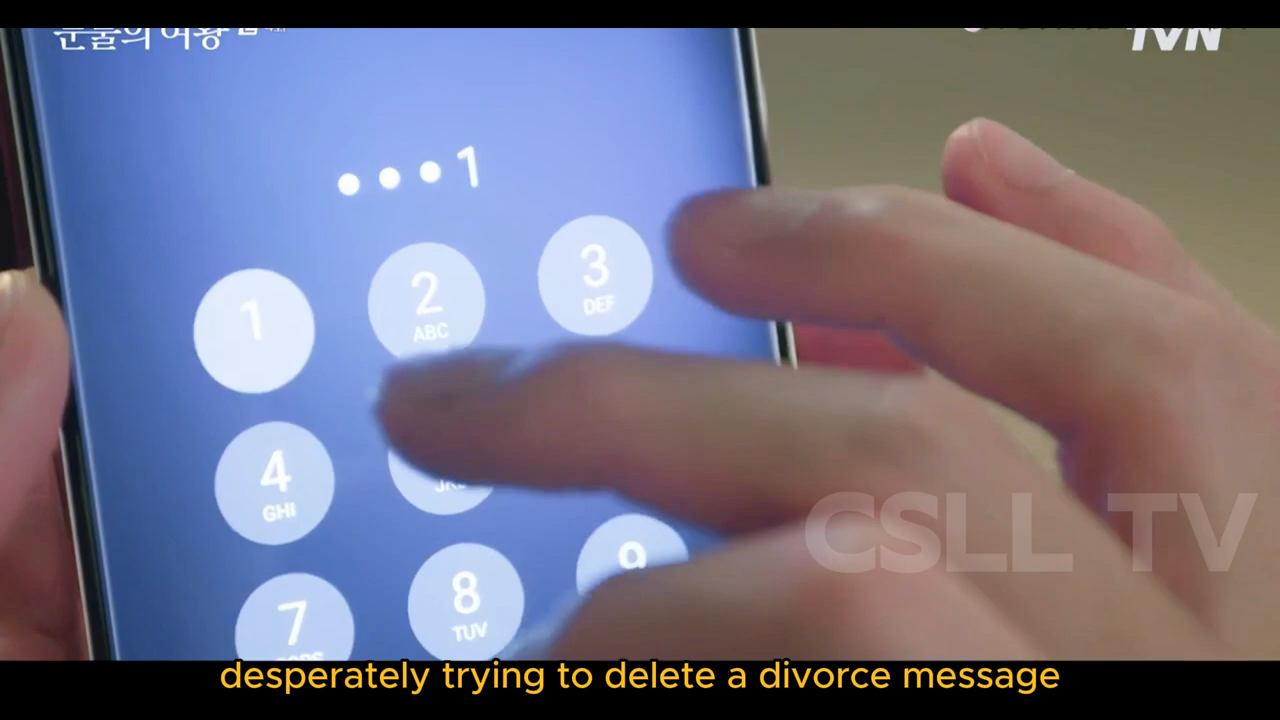 눈물의 여왕
tvN
1
1
2
ABC
3
DEF
4
GHI
JKL
7
8
TUV
9
CSLL TV
desperately trying to delete a divorce message